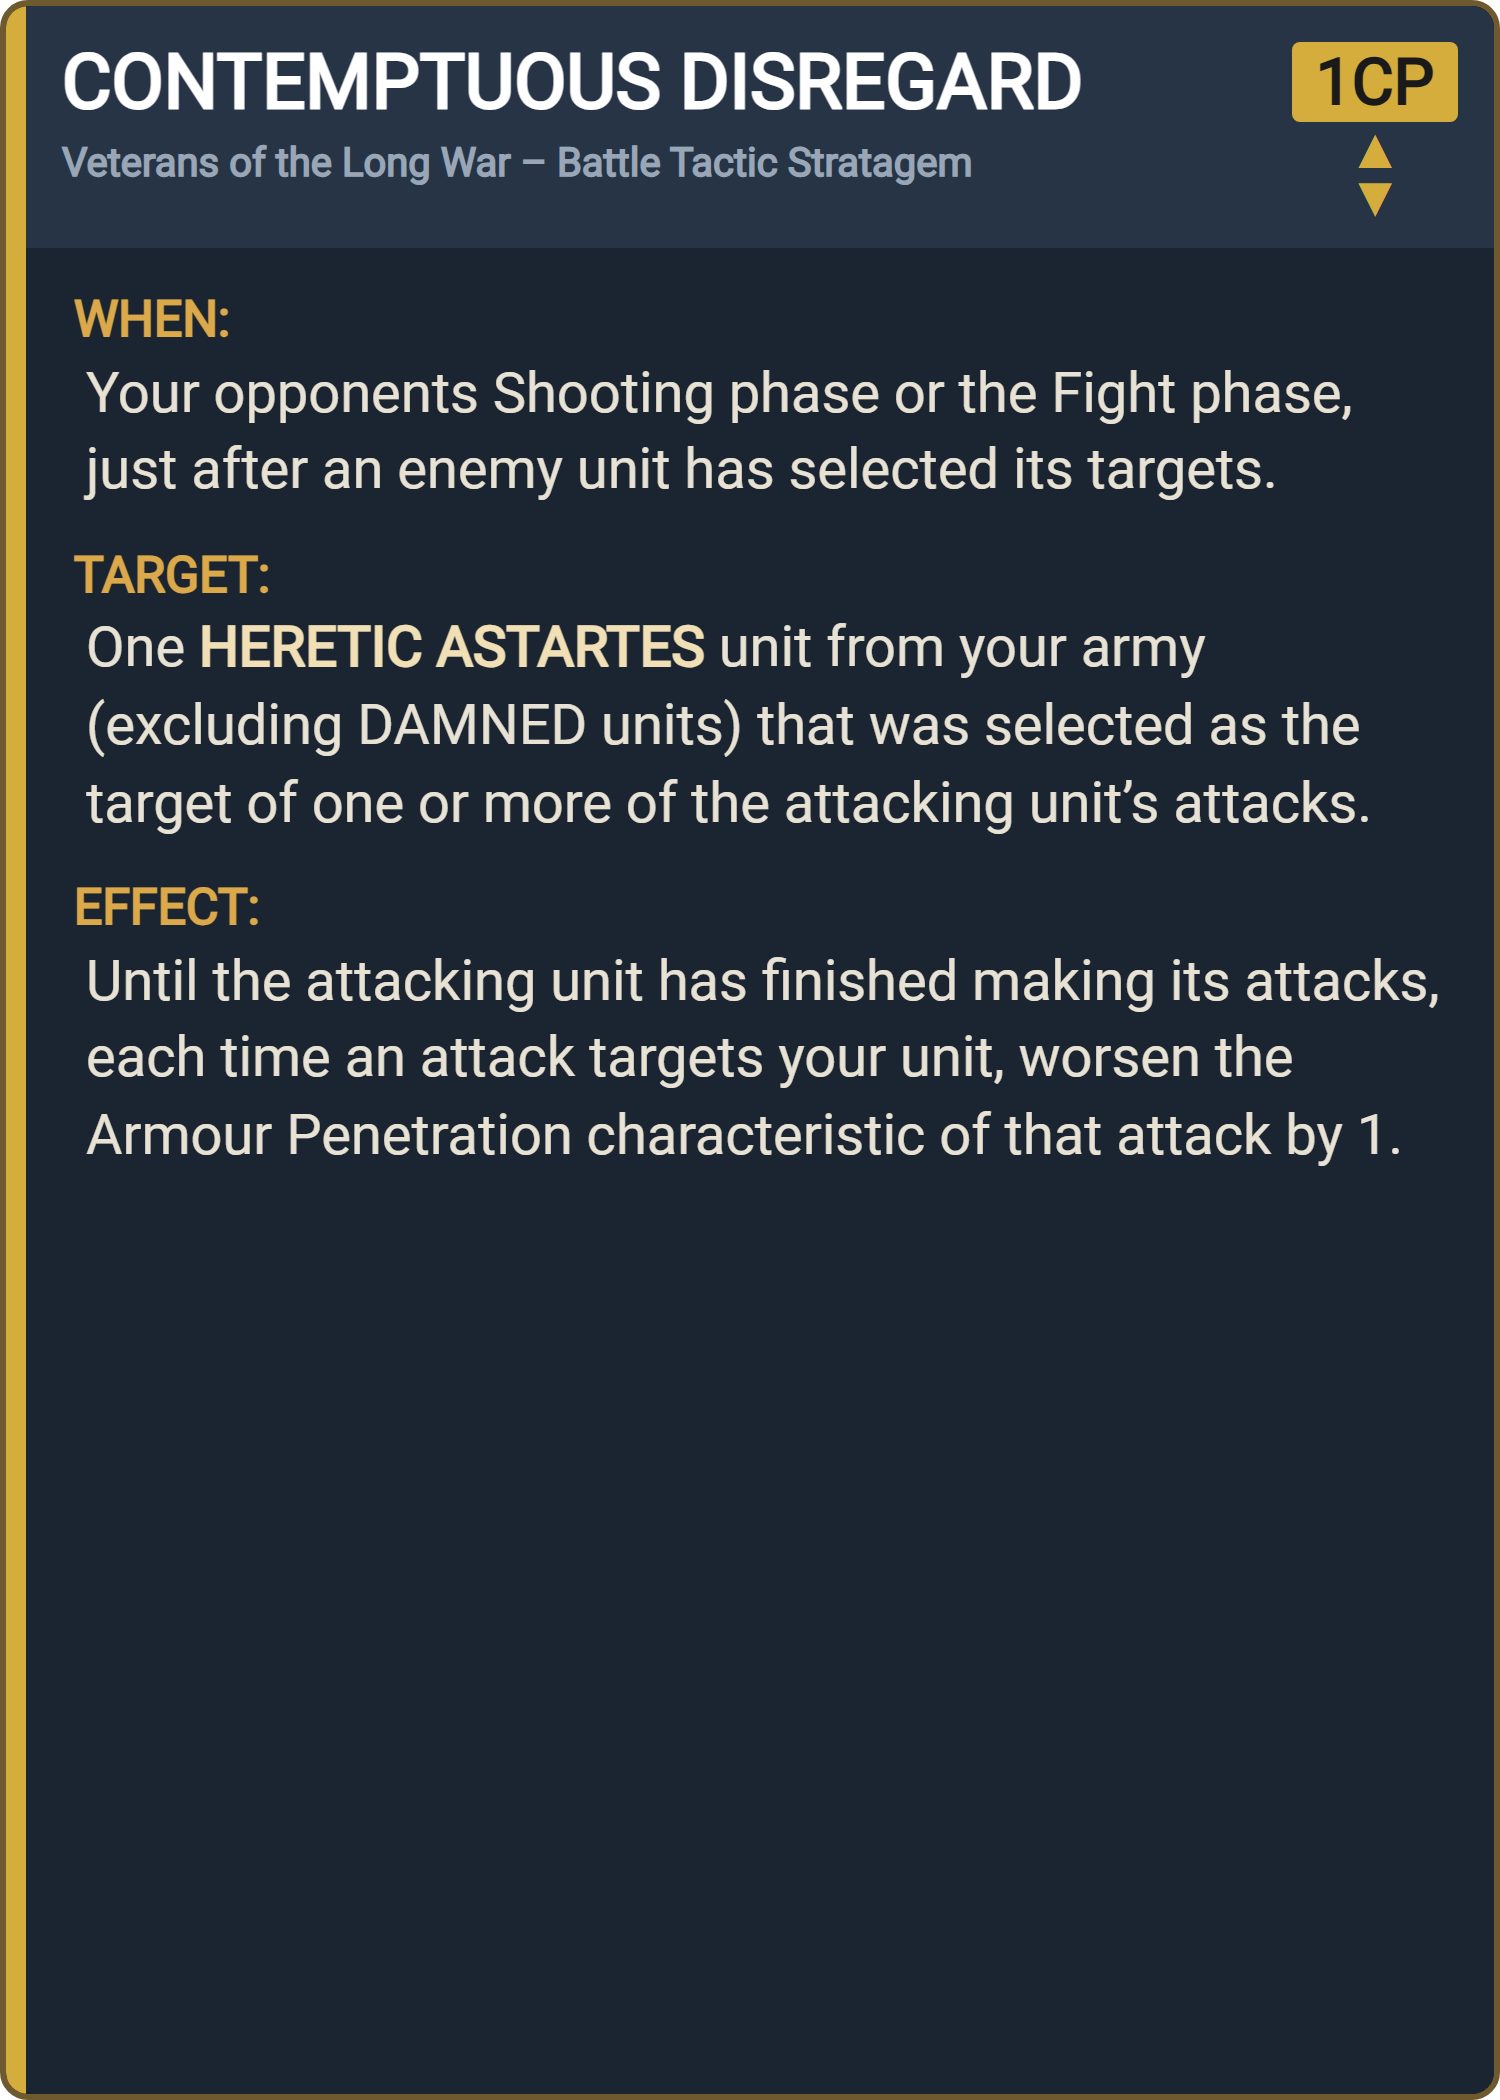 CONTEMPTUOUS DISREGARD
1CP
Veterans of the Long War – Battle Tactic Stratagem
WHEN:
Your opponents Shooting phase or the Fight phase,
just after an enemy unit has selected its targets.
TARGET:
One HERETIC ASTARTES unit from your army
(excluding DAMNED units) that was selected as the
target of one or more of the attacking unit’s attacks.
EFFECT:
Until the attacking unit has finished making its attacks,
each time an attack targets your unit, worsen the
Armour Penetration characteristic of that attack by 1.